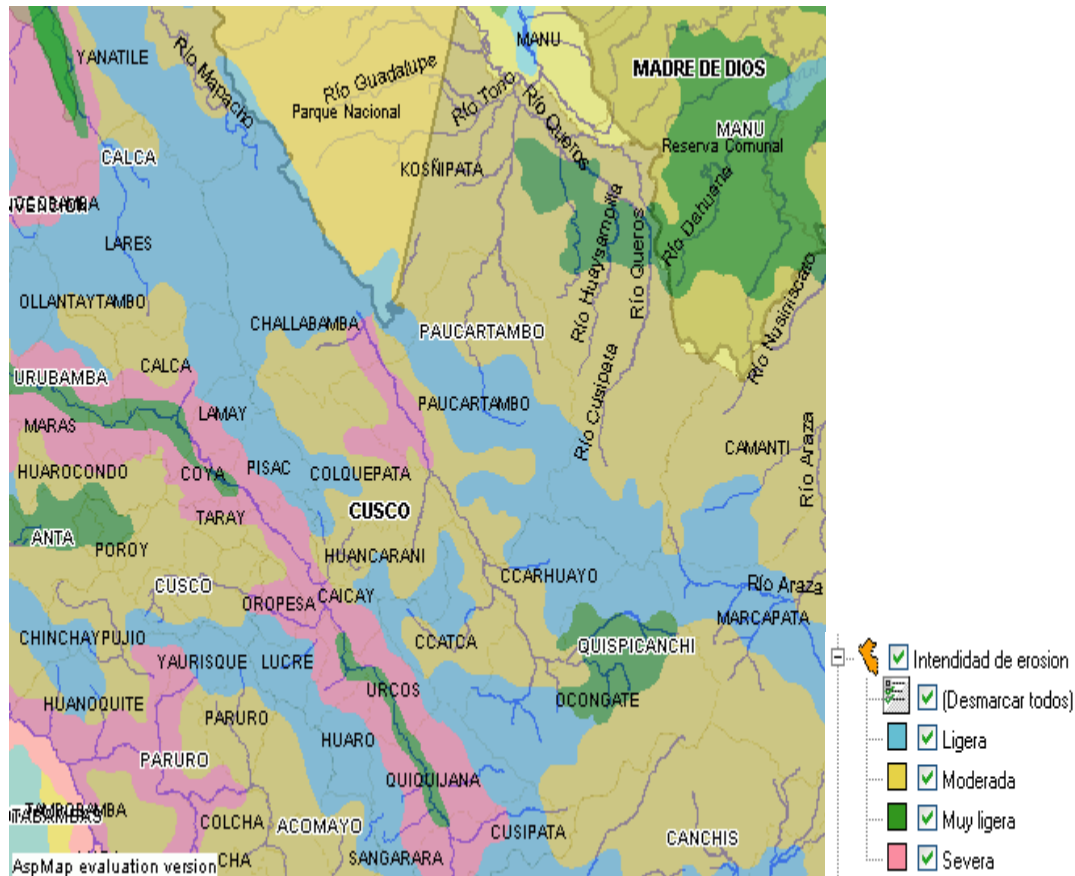 YANATILE
Río Mapacho
Río Guadalupe
Parque Nacional
Río Tono
MANU
MADRE DE DIOS
Río Queros
MANU
Reserva Comunal
CALCA
KOSÑIPATA
LARES
Río Huaysampilla
Río Queros
Río Dahuana
OLLANTAYTAMBO
CHALLABAMBA
PAUCARTAMBO
Río Nusiniscato
CALCA
URUBAMBA
LAMAY
PAUCARTAMBO
Río Cusipata
MARAS
CAMANTI
Río Araza
HUAROCONDO
COYA
PISAC
COLQUEPATA
TARAY
CUSCO
ANTA
POROY
HUANCARANI
CUSCO
CCARHUAYO
Río Araza
OROPESA
CAICAY
MARCAPATA
CHINCHAYPUJIO
YAURISQUE
LUCRE
CCATCA
QUISPICANCHI
URCOS
OCONGATE
HUANOQUITE
PARURO
HUARO
PARURO
QUIQUIJANA
COLCHA
ACOMAYO
CUSIPATA
CANCHIS
SANGARARA
CHA
AspMap evaluation version
Intendidad de erosion
(Desmarcar todos)
Ligera
Moderada
Muy ligera
Severa